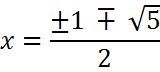 x = (±1 ∓ √5)/2